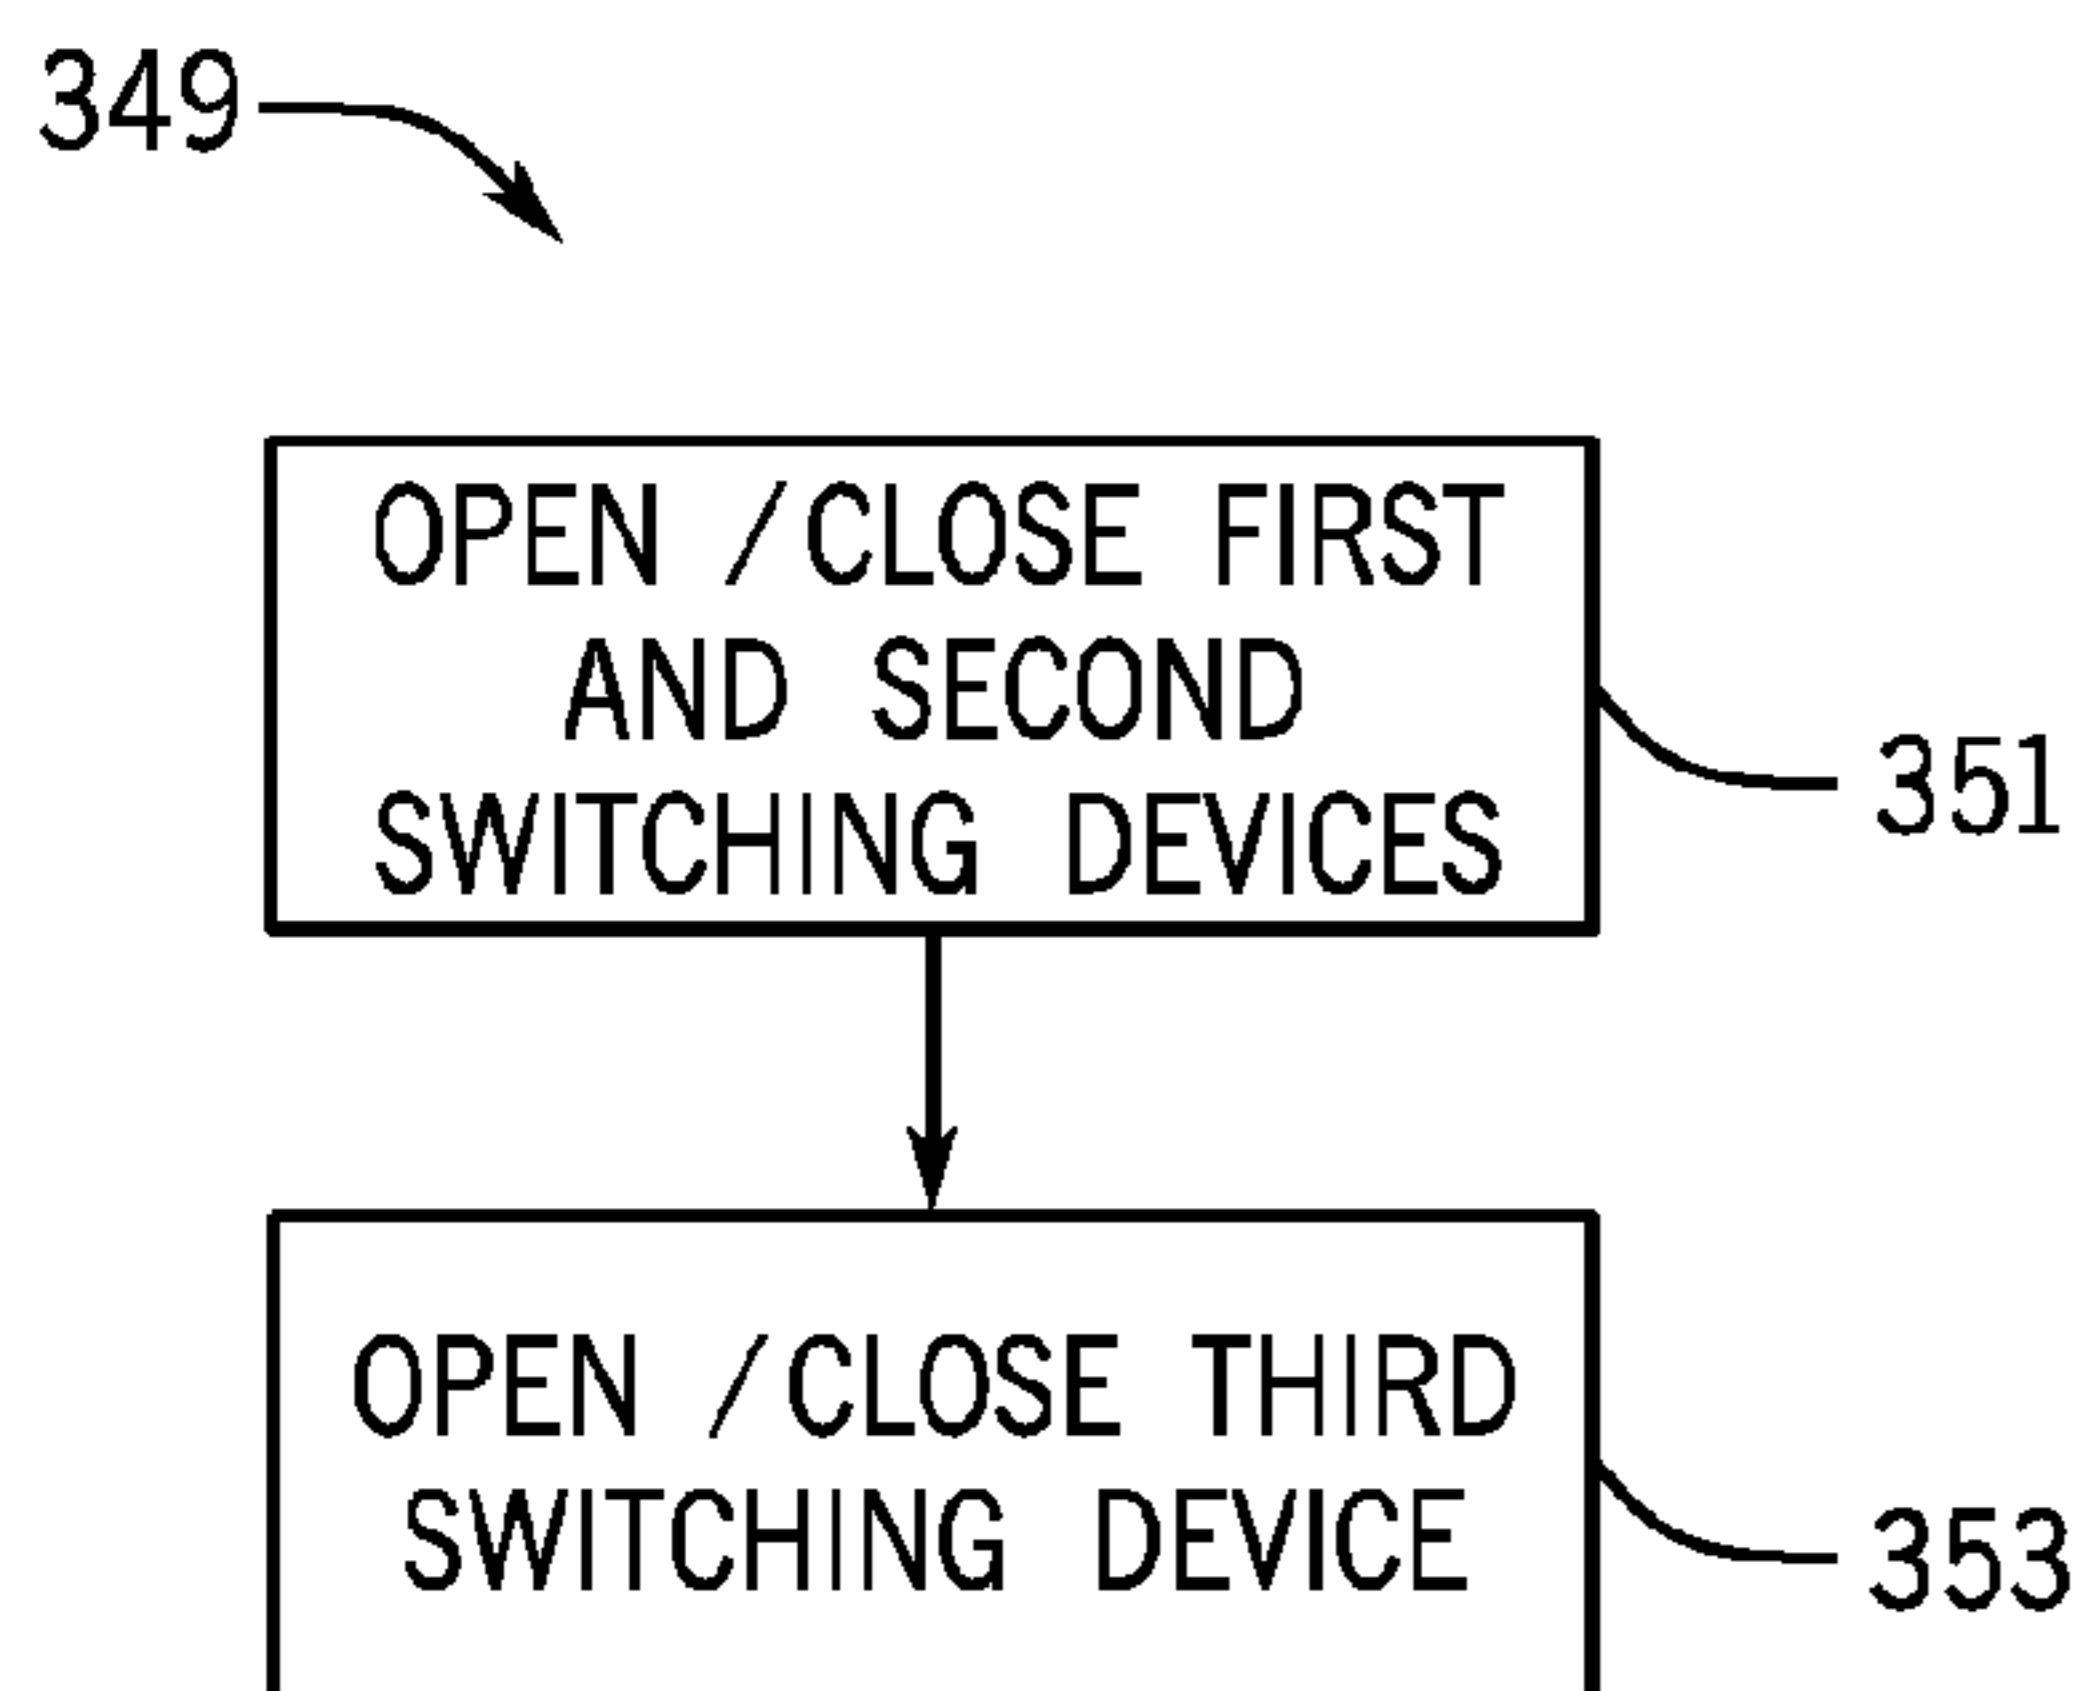 349
OPEN /CLOSE FIRST
AND SECOND
SWITCHING DEVICES
351
OPEN /CLOSE THIRD
SWITCHING DEVICE
353